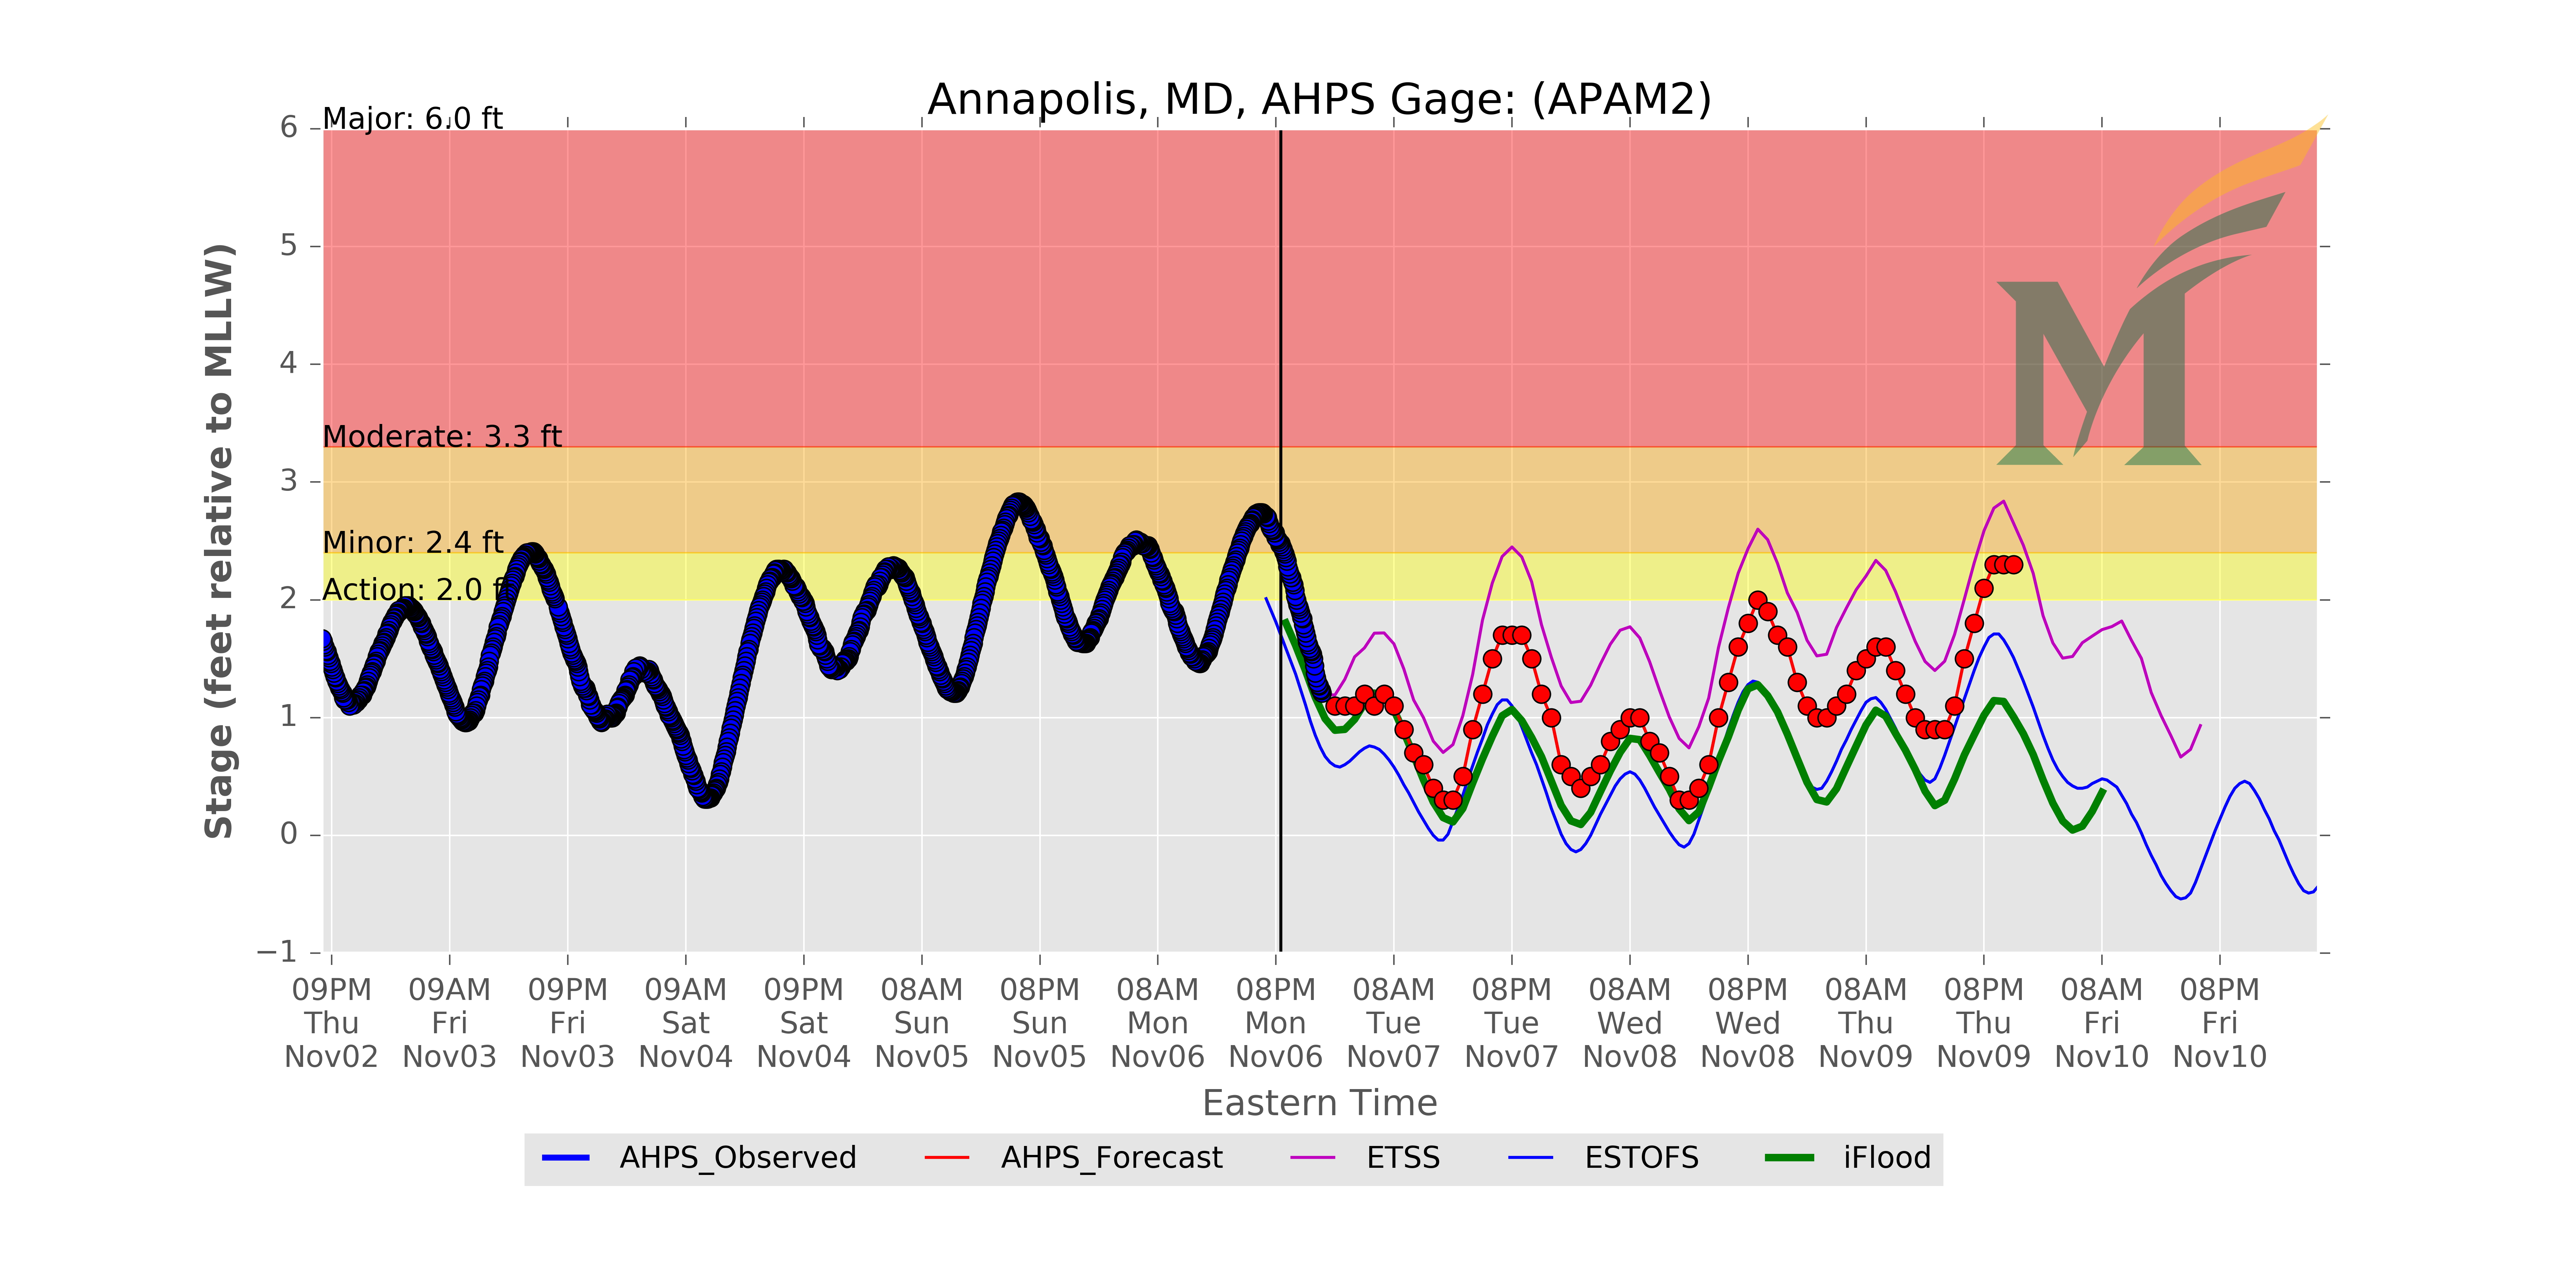 Annapolis, MD, AHPS Gage: (APAM2)
Major: 6.0 ft
Moderate: 3.3 ft
Minor: 2.4 ft
Action: 2.0 ft
Stage (feet relative to MLLW)
6
5
4
3
2
1
0
−1
09PM 09AM 09PM 09AM 09PM 08AM 08PM 08AM 08PM 08AM 08PM 08AM 08PM 08AM 08PM 08AM 08PM
Thu Fri Fri Sat Sat Sun Sun Mon Mon Tue Tue Wed Wed Thu Thu Fri Fri
Nov02 Nov03 Nov03 Nov04 Nov04 Nov05 Nov05 Nov06 Nov06 Nov07 Nov07 Nov08 Nov08 Nov09 Nov09 Nov10 Nov10
Eastern Time
AHPS_Observed AHPS_Forecast ETSS ESTOFS iFlood
M